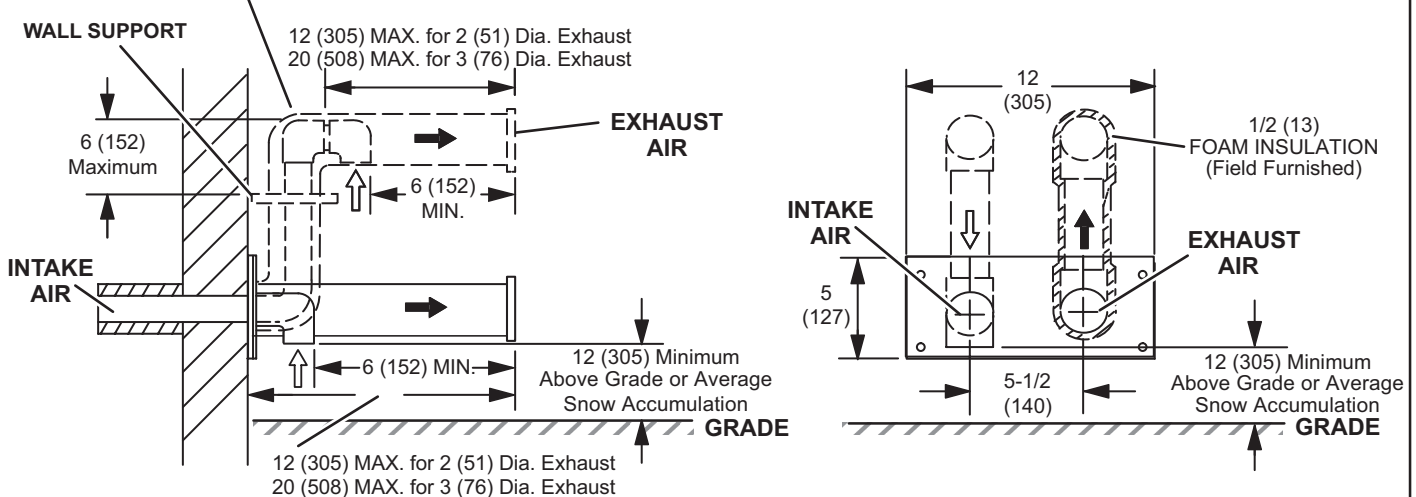 WALL SUPPORT
12 (305) MAX. for 2 (51) Dia. Exhaust
20 (508) MAX. for 3 (76) Dia. Exhaust
6 (152)
Maximum
EXHAUST
AIR
6 (152)
MIN.
INTAKE
AIR
6 (152) MIN.
12 (305) Minimum
Above Grade or Average
Snow Accumulation
GRADE
12 (305) MAX. for 2 (51) Dia. Exhaust
20 (508) MAX. for 3 (76) Dia. Exhaust
12
(305)
1/2 (13)
FOAM INSULATION
(Field Furnished)
INTAKE
AIR
EXHAUST
AIR
5
(127)
5-1/2
(140)
12 (305) Minimum
Above Grade or Average
Snow Accumulation
GRADE